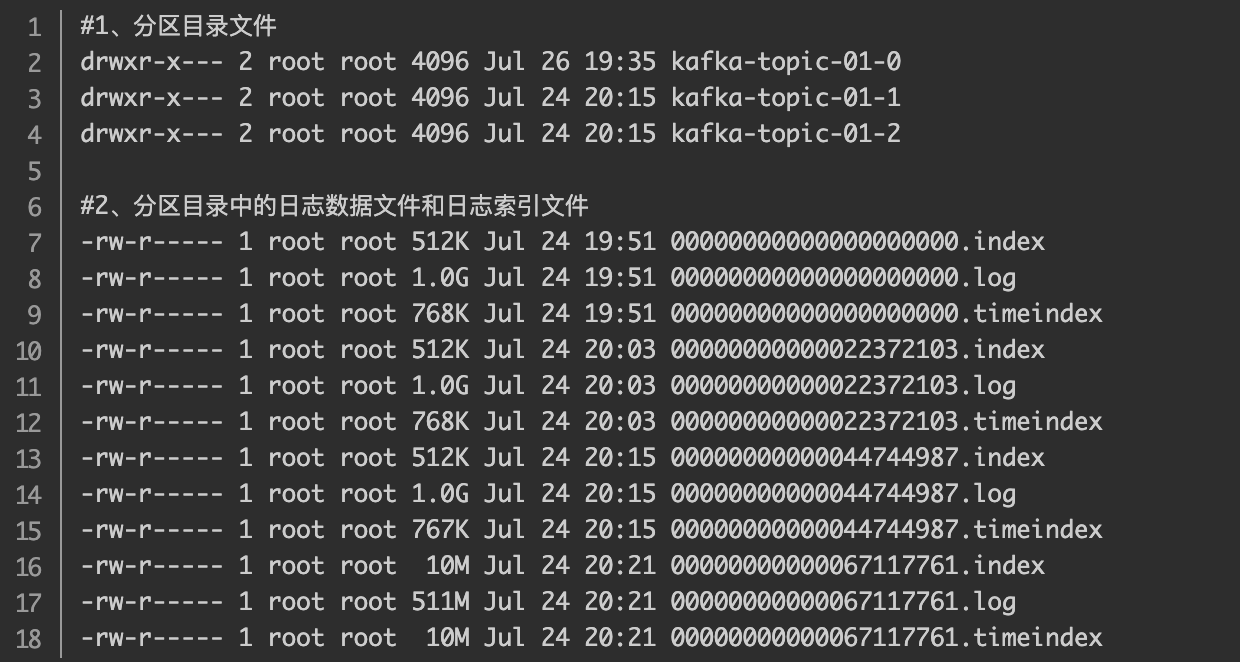 1 #1、分区目录文件
2 drwxr-x--- 2 root root 4096 Jul 26 19:35 kafka-topic-01-0
3 drwxr-x--- 2 root root 4096 Jul 24 20:15 kafka-topic-01-1
4 drwxr-x--- 2 root root 4096 Jul 24 20:15 kafka-topic-01-2
5
6 #2、分区目录中的日志数据文件和日志索引文件
7 -rw-r----- 1 root root 512K Jul 24 19:51 00000000000000000000.index
8 -rw-r----- 1 root root 1.0G Jul 24 19:51 00000000000000000000.log
9 -rw-r----- 1 root root 768K Jul 24 19:51 00000000000000000000.timeindex
10 -rw-r----- 1 root root 512K Jul 24 20:03 00000000000022372103.index
11 -rw-r----- 1 root root 1.0G Jul 24 20:03 00000000000022372103.log
12 -rw-r----- 1 root root 768K Jul 24 20:03 00000000000022372103.timeindex
13 -rw-r----- 1 root root 512K Jul 24 20:15 00000000000044744987.index
14 -rw-r----- 1 root root 1.0G Jul 24 20:15 00000000000044744987.log
15 -rw-r----- 1 root root 767K Jul 24 20:15 00000000000044744987.timeindex
16 -rw-r----- 1 root root  10M Jul 24 20:21 00000000000067117761.index
17 -rw-r----- 1 root root 511M Jul 24 20:21 00000000000067117761.log
18 -rw-r----- 1 root root  10M Jul 24 20:21 00000000000067117761.timeindex